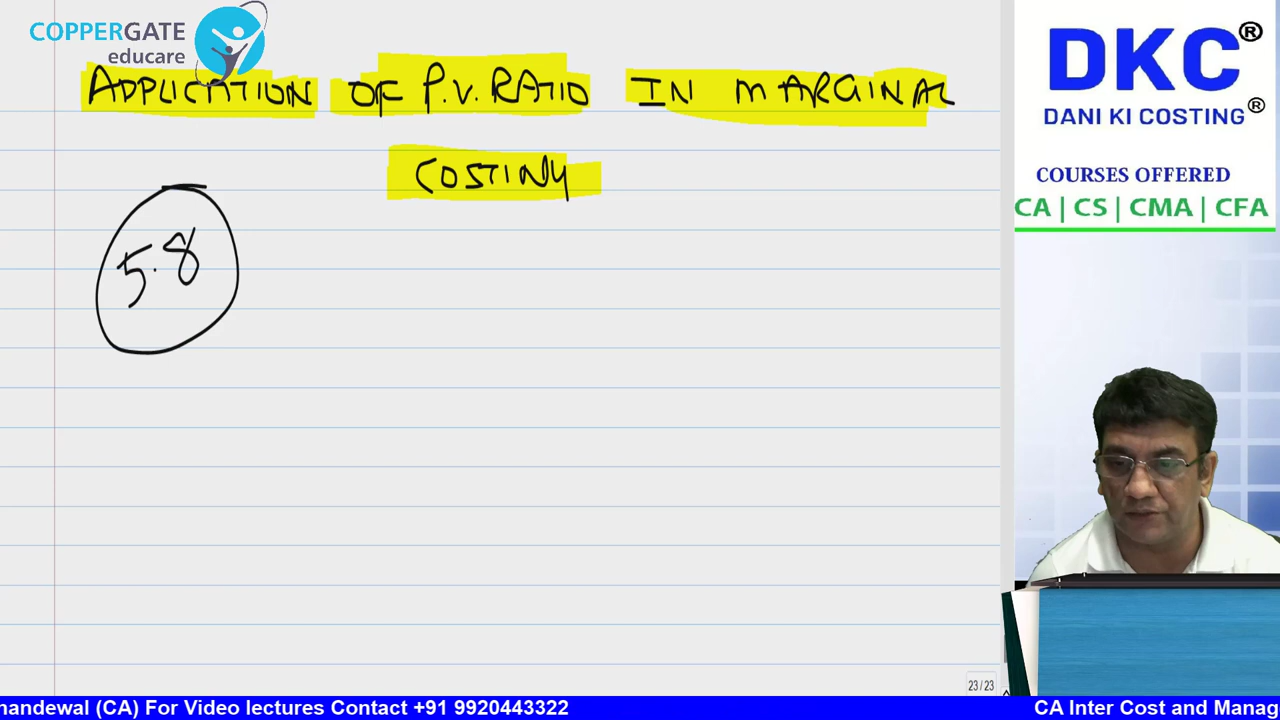 COPPERGATE
educare
APPLICATION OF P.V. RATIO IN MARGINAL
COSTING
5.8
DKC®
DANI KI COSTING®
COURSES OFFERED
CA | CS | CMA | CFA
23/23
handewal (CA) For Video lectures Contact +91 9920443322
CA Inter Cost and Manag